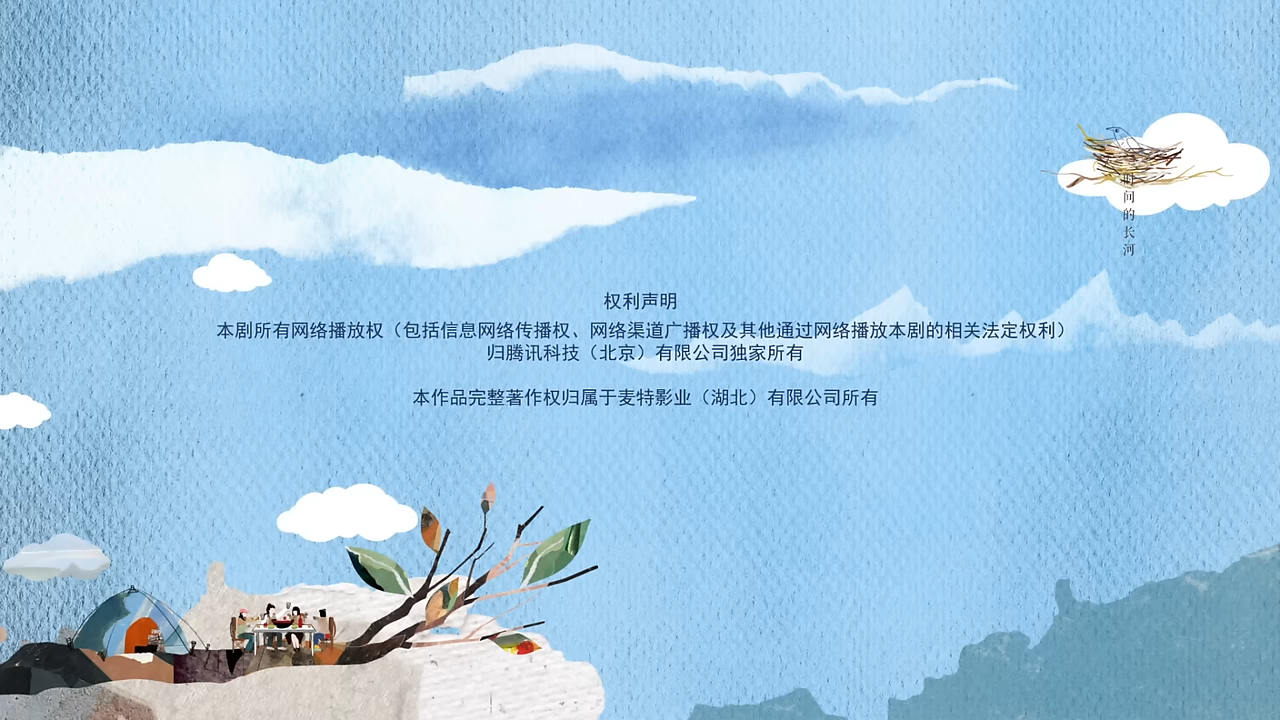 权利声明
本剧所有网络播放权（包括信息网络传播权、网络渠道广播权及其他通过网络播放本剧的相关法定权利）
归腾讯科技（北京）有限公司独家所有
本作品完整著作权归属于麦特影业（湖北）有限公司所有
时间的长河